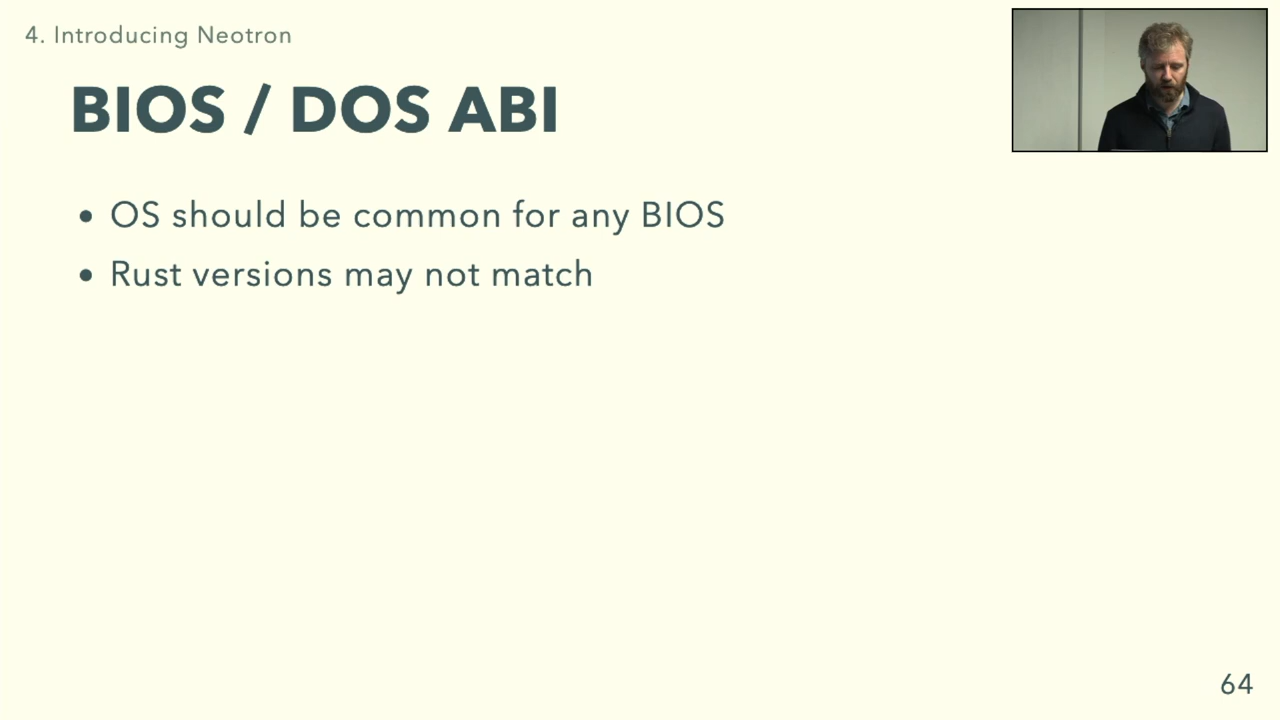 4. Introducing Neotron
BIOS / DOS ABI
• OS should be common for any BIOS
• Rust versions may not match
64